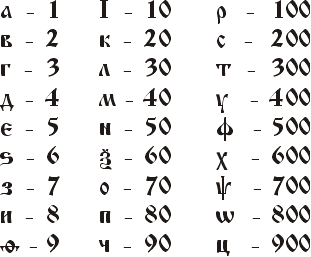 а – 1 І – 10 р – 100
в – 2 к – 20 с – 200
г – 3 л – 30 т – 300
д – 4 м – 40 ѵ – 400
є – 5 н – 50 ф – 500
ѕ – 6 ѯ – 60 х – 600
з – 7 о – 70 ѱ – 700
и – 8 п – 80 ѡ – 800
ѳ – 9 ч – 90 ц – 900